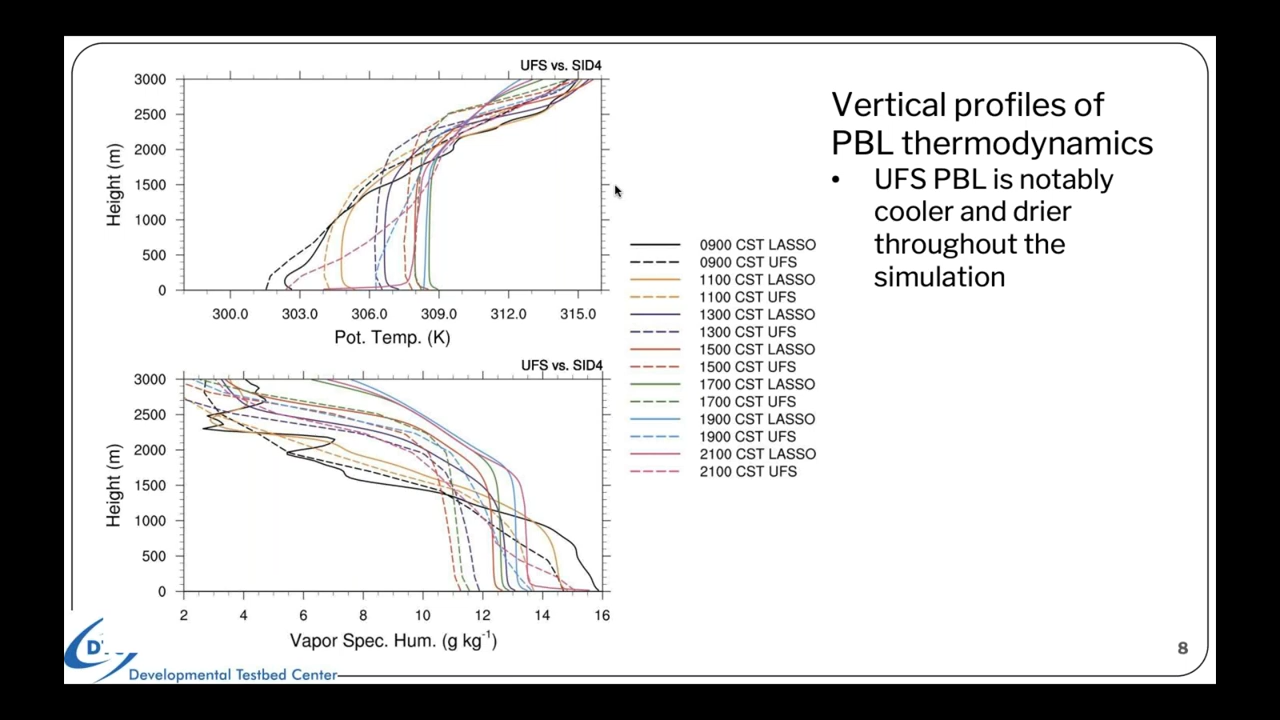 UFS vs. SID4
3000
2500
2000
1500
1000
500
0
Height (m)
300.0 303.0 306.0 309.0 312.0 315.0
Pot. Temp. (K)
UFS vs. SID4
3000
2500
2000
1500
1000
500
0
Height (m)
2 4 6 8 10 12 14 16
Vapor Spec. Hum. (g kg⁻¹)
0900 CST LASSO
0900 CST UFS
1100 CST LASSO
1100 CST UFS
1300 CST LASSO
1300 CST UFS
1500 CST LASSO
1500 CST UFS
1700 CST LASSO
1700 CST UFS
1900 CST LASSO
1900 CST UFS
2100 CST LASSO
2100 CST UFS
Vertical profiles of
PBL thermodynamics
• UFS PBL is notably
cooler and drier
throughout the
simulation
Developmental Testbed Center
8